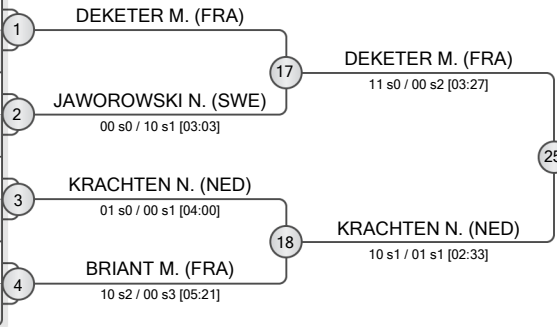 1
DEKETER M. (FRA)
17
DEKETER M. (FRA)
11 s0 / 00 s2 [03:27]
2
JAWOROWSKI N. (SWE)
00 s0 / 10 s1 [03:03]
25
3
KRACHTEN N. (NED)
01 s0 / 00 s1 [04:00]
18
KRACHTEN N. (NED)
10 s1 / 01 s1 [02:33]
4
BRIANT M. (FRA)
10 s2 / 00 s3 [05:21]